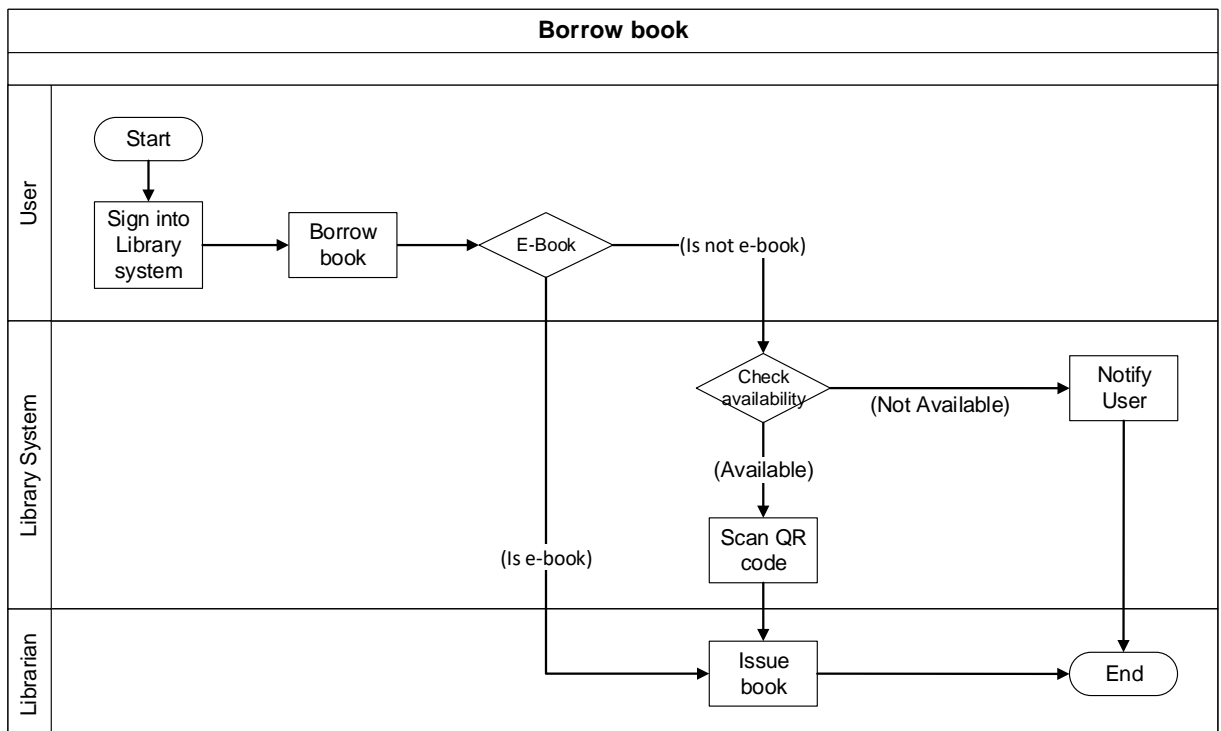 Borrow book
User
Start
Sign into
Library
system
Borrow
book
E-Book
(Is not e-book)
Library System
Check
availability
(Not Available)
Notify
User
(Available)
Scan QR
code
(Is e-book)
Librarian
Issue
book
End